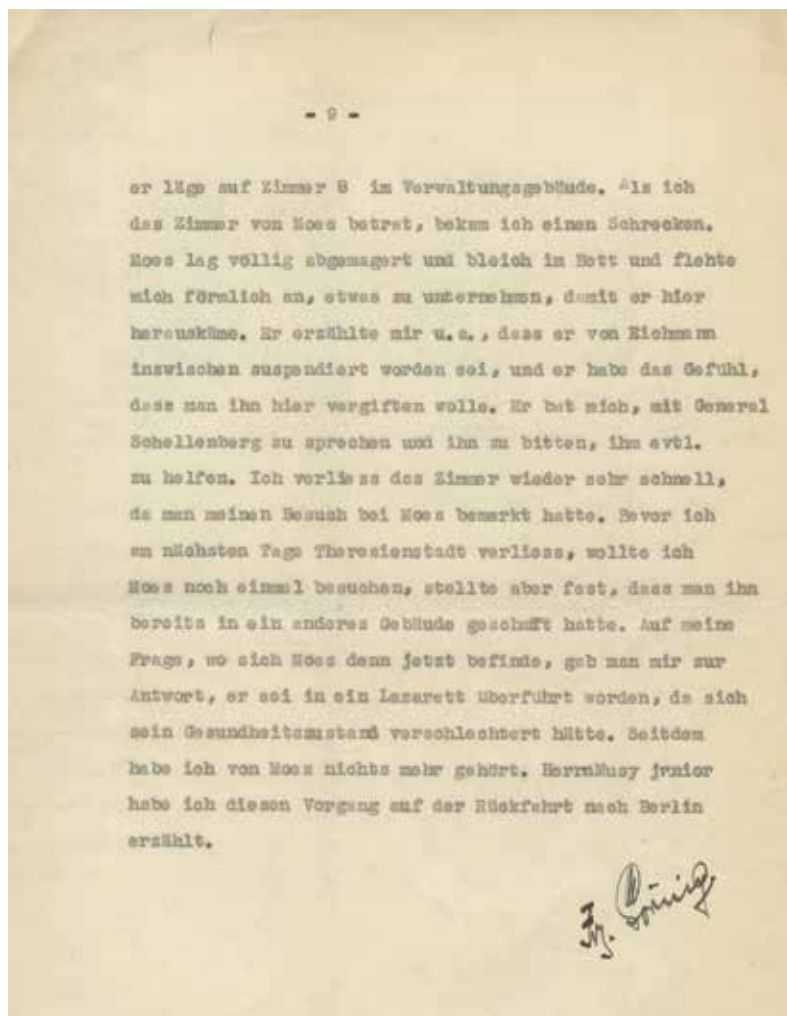 - 9 -
er läge auf Zimmer 8 im Verwaltungsgebäude. Als ich
das Zimmer von Moes betrat, bekam ich einen Schrecken.
Moes lag völlig abgemagert und bleich im Bett und flehte
mich förmlich an, etwas zu unternehmen, damit er hier
herauskäme. Er erzählte mir u.a., dass er von Eichmann
inzwischen suspendiert worden sei, und er habe das Gefühl,
dass man ihn hier vergiften wolle. Er bat mich, mit General
Schellenberg zu sprechen und ihn zu bitten, ihm evtl.
zu helfen. Ich verliess das Zimmer wieder sehr schnell,
da man meinen Besuch bei Moes bemerkt hatte. Bevor ich
am nächsten Tage Theresienstadt verliess, wollte ich
Moes noch einmal besuchen, stellte aber fest, dass man ihn
bereits in ein anderes Gebäude geschafft hatte. Auf meine
Frage, wo sich Moes denn jetzt befinde, gab man mir zur
Antwort, er sei in ein Lazarett überführt worden, da sich
sein Gesundheitszustand verschlechtert hätte. Seitdem
habe ich von Moes nichts mehr gehört. HerrnMusy junior
habe ich diesen Vorgang auf der Rückfahrt nach Berlin
erzählt.